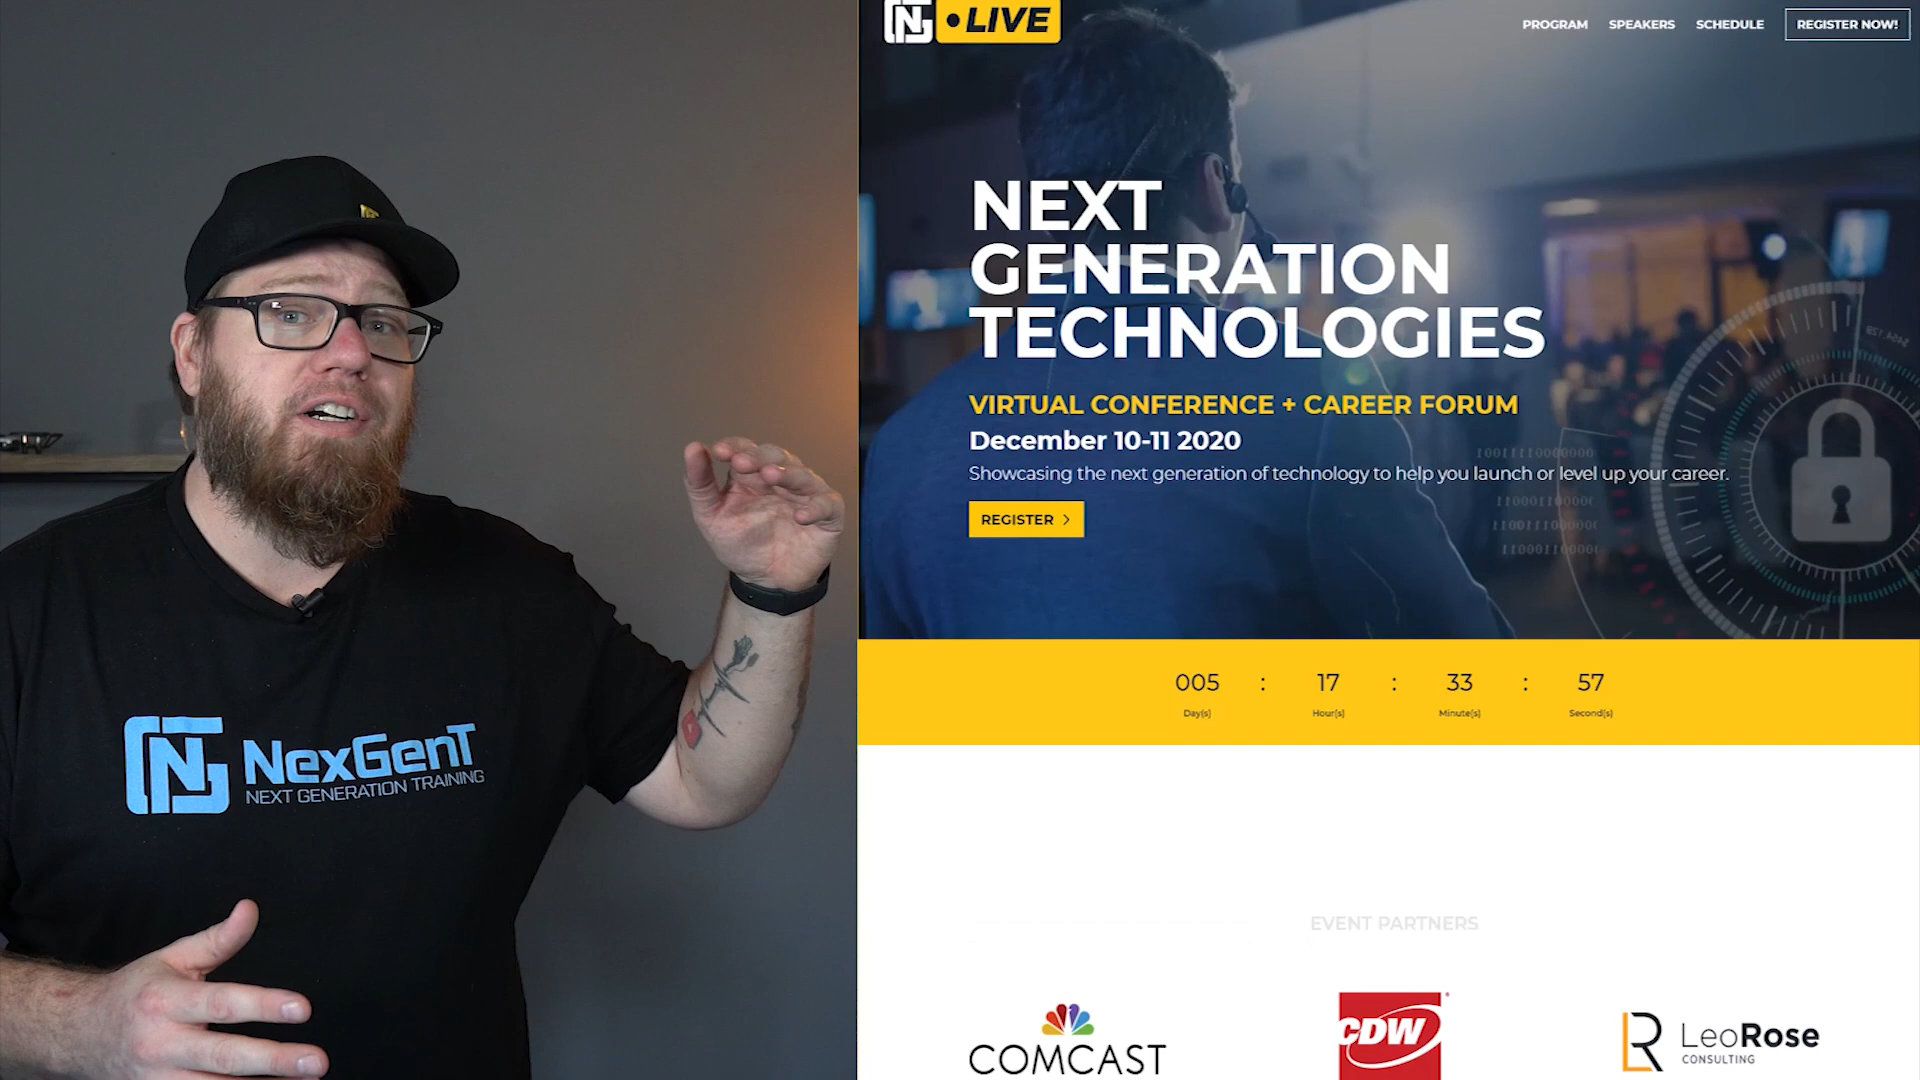 NexGenT
NEXT GENERATION TRAINING
LIVE
PROGRAM
SPEAKERS
SCHEDULE
REGISTER NOW!
NEXT
GENERATION
TECHNOLOGIES
VIRTUAL CONFERENCE + CAREER FORUM
December 10-11 2020
Showcasing the next generation of technology to help you launch or level up your career.
REGISTER >
005 : 17 : 33 : 57
Day(s) Hour(s) Minute(s) Second(s)
EVENT PARTNERS
COMCAST
CDW
LR LeoRose
CONSULTING